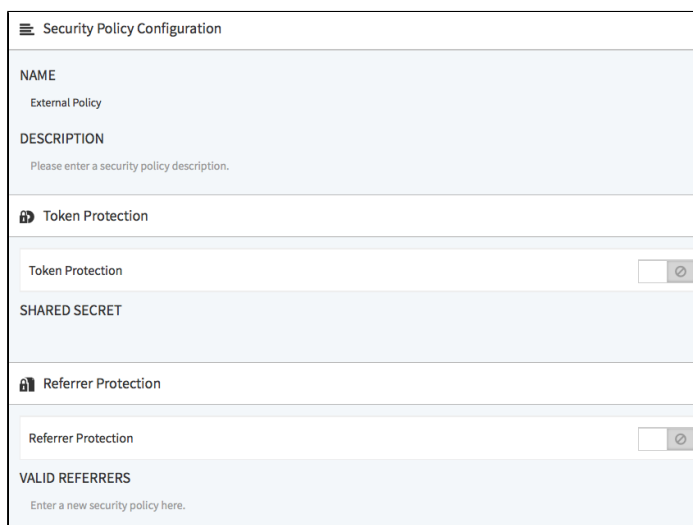 Security Policy Configuration
NAME
External Policy
DESCRIPTION
Please enter a security policy description.
Token Protection
Token Protection
SHARED SECRET
Referrer Protection
Referrer Protection
VALID REFERRERS
Enter a new security policy here.